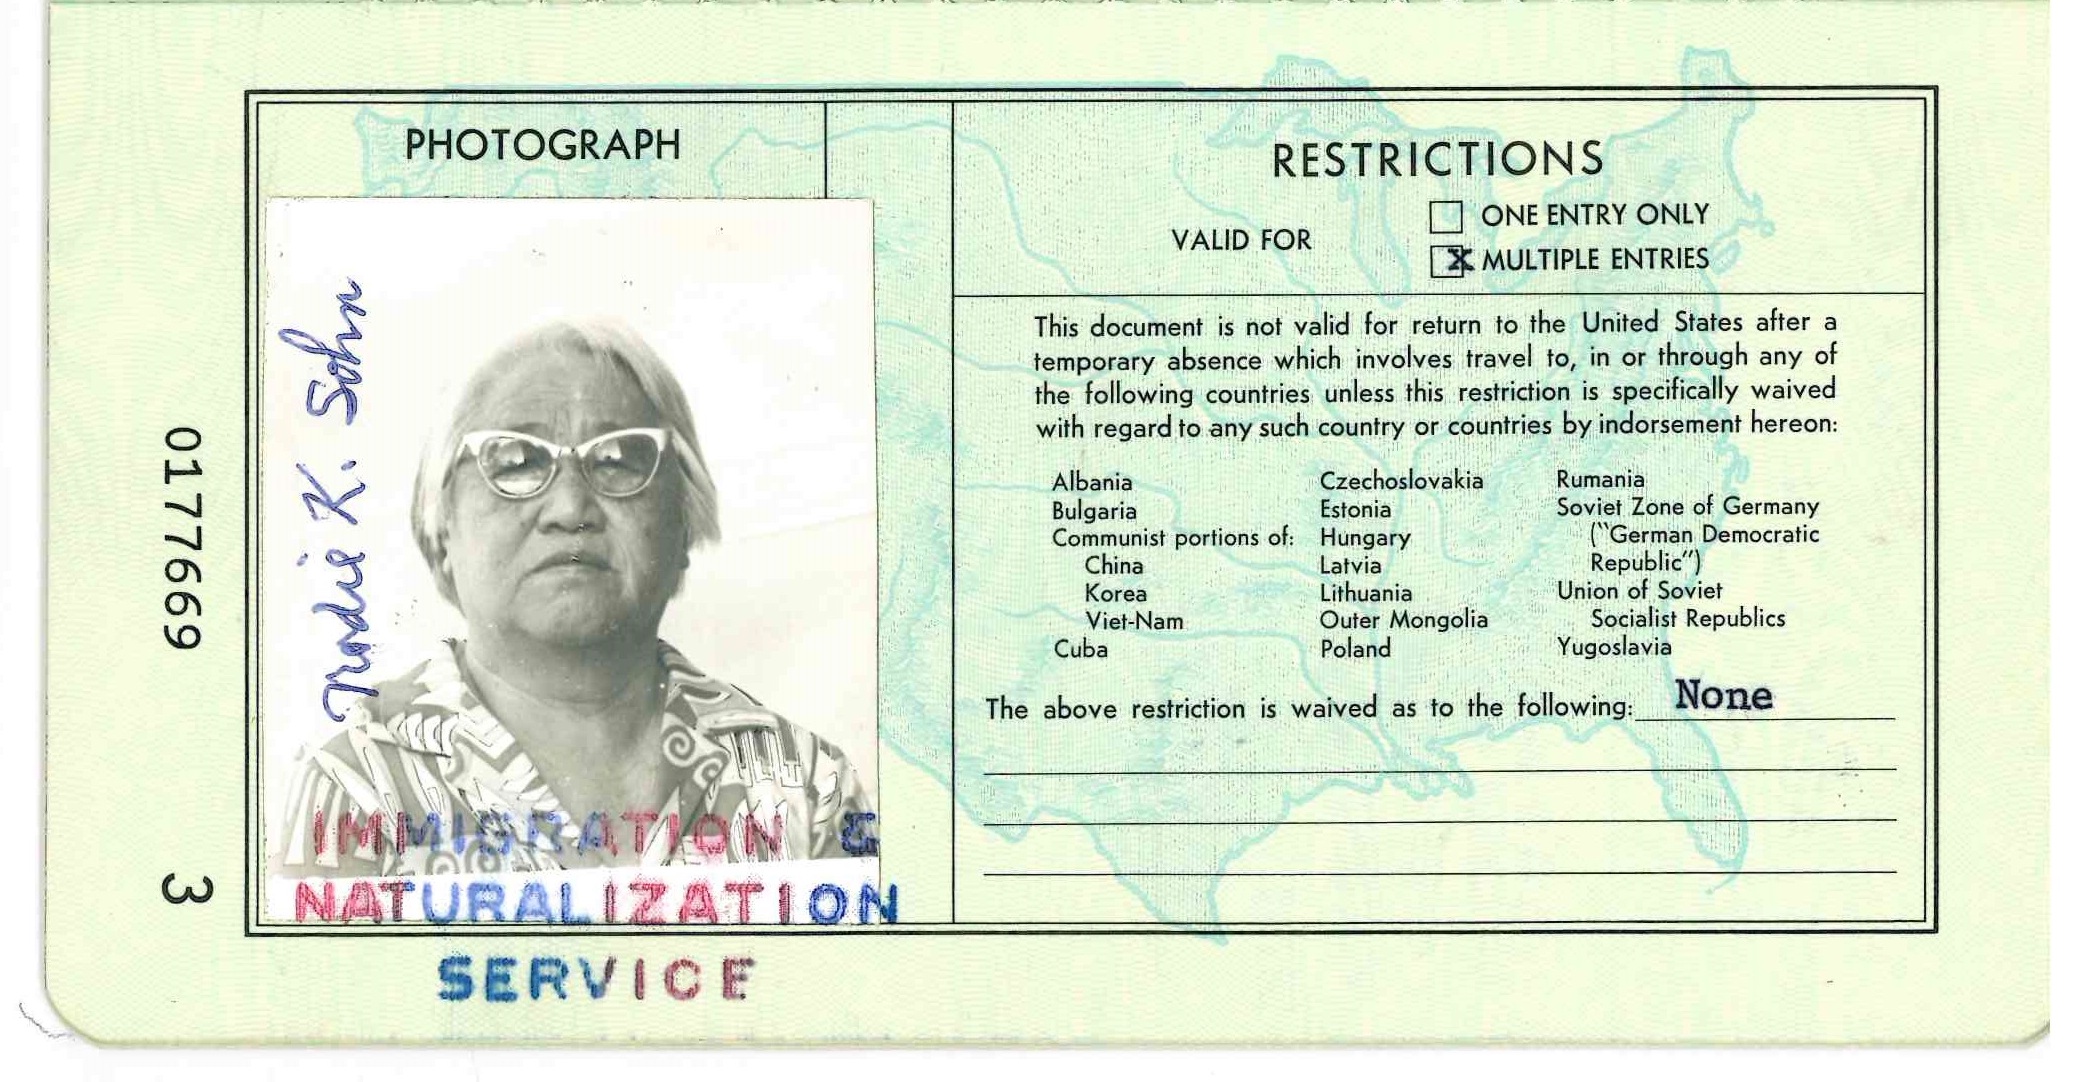 PHOTOGRAPH
Nodie K. Sohn
IMMIGRATION &
NATURALIZATION
SERVICE
0177669
3
RESTRICTIONS
VALID FOR
ONE ENTRY ONLY
X MULTIPLE ENTRIES
This document is not valid for return to the United States after a
temporary absence which involves travel to, in or through any of
the following countries unless this restriction is specifically waived
with regard to any such country or countries by indorsement hereon:
Albania
Bulgaria
Communist portions of:
China
Korea
Viet-Nam
Cuba
Czechoslovakia
Estonia
Hungary
Latvia
Lithuania
Outer Mongolia
Poland
Rumania
Soviet Zone of Germany
("German Democratic
Republic")
Union of Soviet
Socialist Republics
Yugoslavia
The above restriction is waived as to the following: None